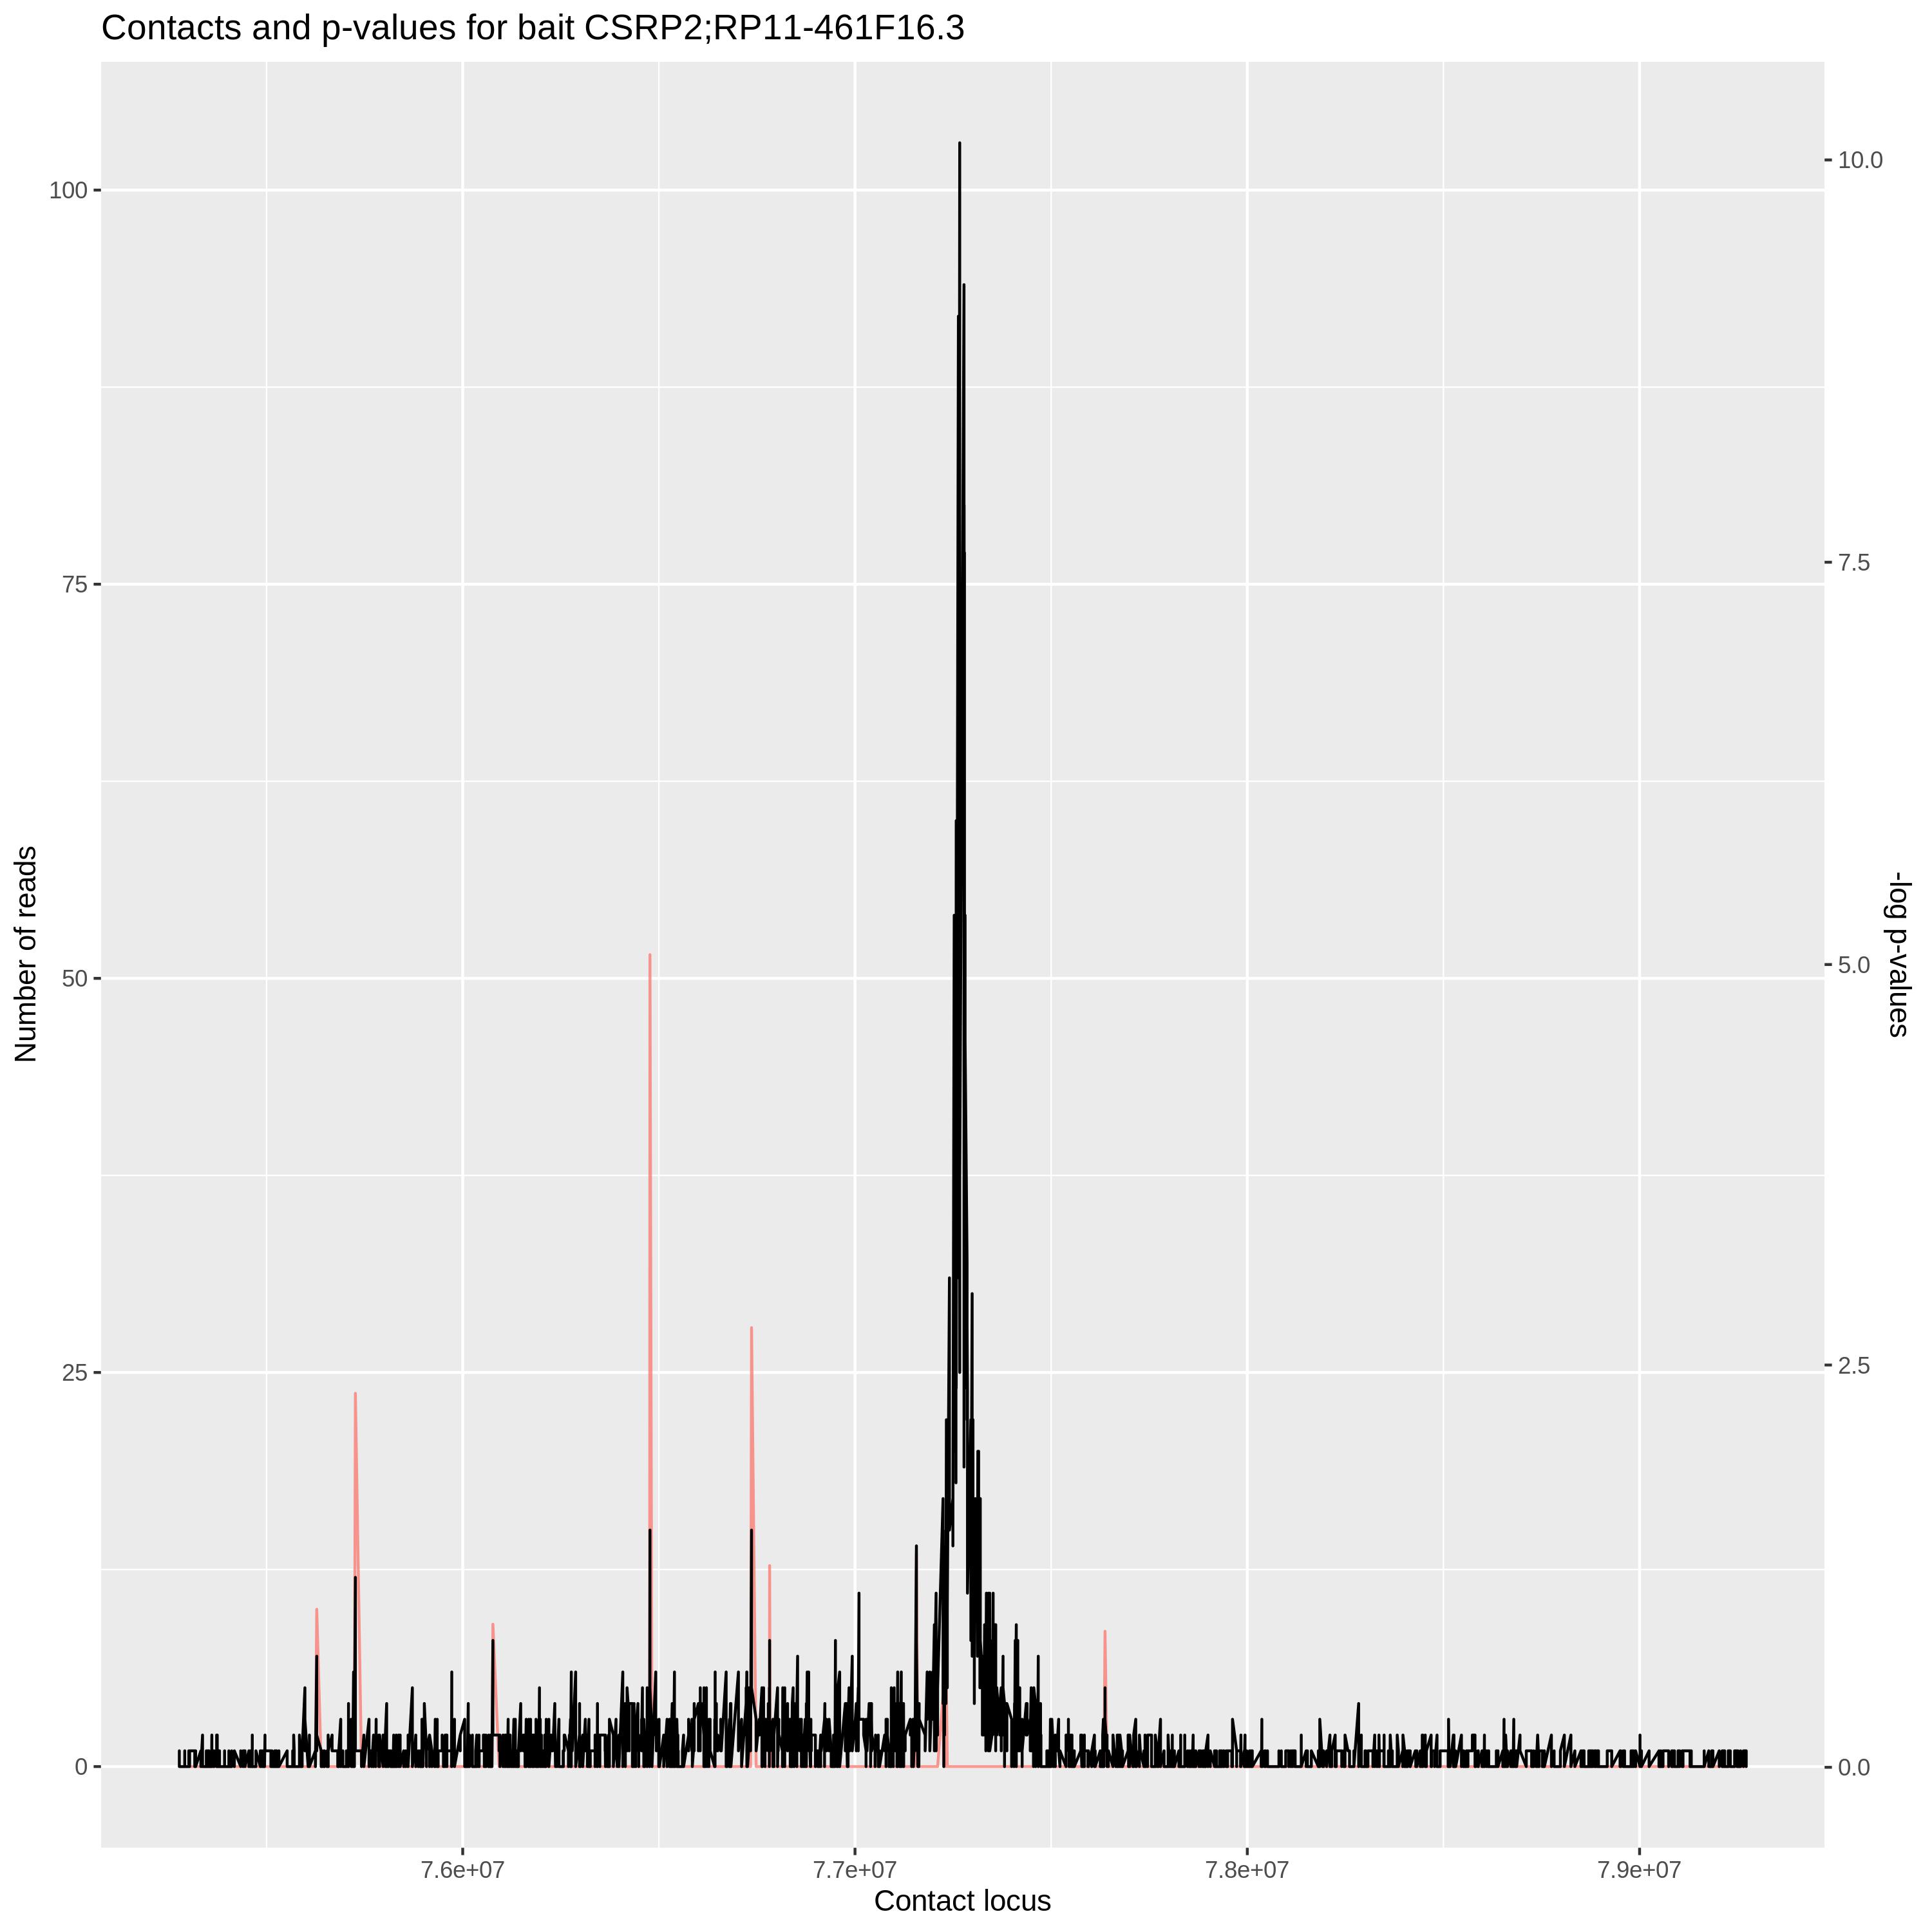 Contacts and p-values for bait CSRP2;RP11-461F16.3
100
75
50
25
0
Number of reads
10.0
7.5
5.0
2.5
0.0
-log p-values
7.6e+07
7.7e+07
7.8e+07
7.9e+07
Contact locus